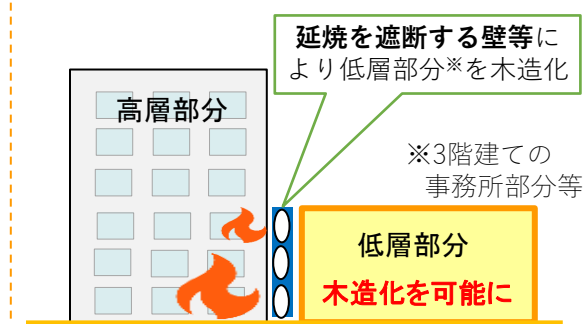 延焼を遮断する壁等に
より低層部分※を木造化
高層部分
※3階建ての
事務所部分等
低層部分
木造化を可能に